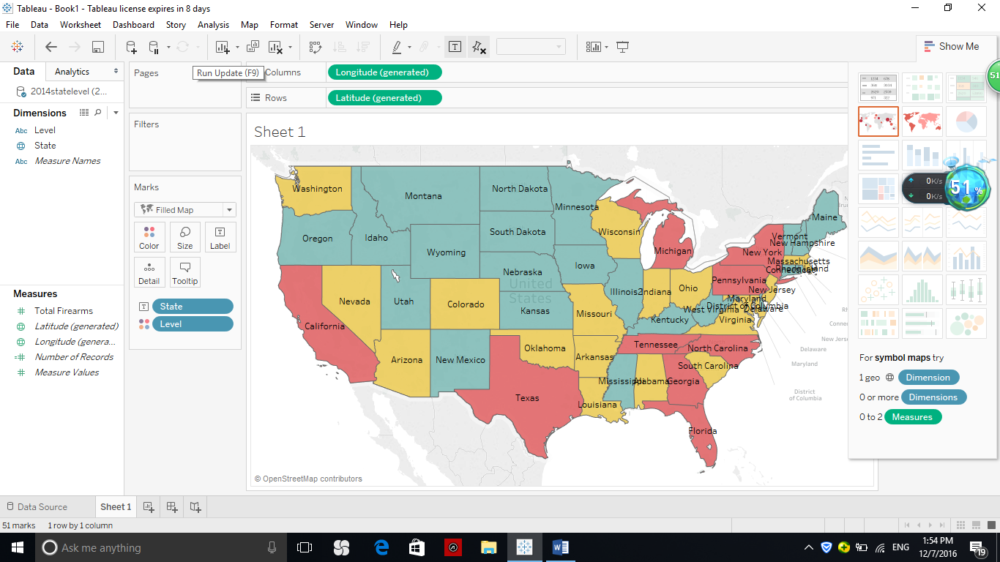 Tableau - Book1 - Tableau license expires in 8 days
File Data Worksheet Dashboard Story Analysis Map Format Server Window Help
Show Me
Data Analytics
2014statelevel (2...
Dimensions
Abc Level
State
Abc Measure Names
Measures
Total Firearms
Latitude (generated)
Longitude (genera...
Number of Records
Measure Values
Pages
Run Update (F9)
Filters
Marks
Filled Map
Color Size Label
Detail Tooltip
State
Level
Columns Longitude (generated)
Rows Latitude (generated)
Sheet 1
Washington
Montana
North Dakota
Minnesota
Maine
Oregon
Idaho
South Dakota
Wisconsin
Vermont
New Hampshire
Wyoming
Michigan
New York
Massachusetts
Iowa
Nebraska
Connecticut
Rhode Island
United
States
Pennsylvania
Nevada
Utah
Colorado
Kansas
Illinois2
Indiana
Ohio
New Jersey
Maryland
District of Columbia
Delaware
West Virginia
Missouri
Kentucky
Virginia
California
Arizona
New Mexico
Oklahoma
Arkansas
Tennessee
North Carolina
South Carolina
Mississippi
Alabama
Georgia
Texas
Louisiana
Florida
Connec
New Jers
Delaware
Maryland
District
of Columbia
© OpenStreetMap contributors
51
0K/s
0K/s
51%
For symbol maps try
1 geo Dimension
0 or more Dimensions
0 to 2 Measures
Data Source Sheet 1
51 marks 1 row by 1 column
Ask me anything
ENG
1:54 PM
12/7/2016
19